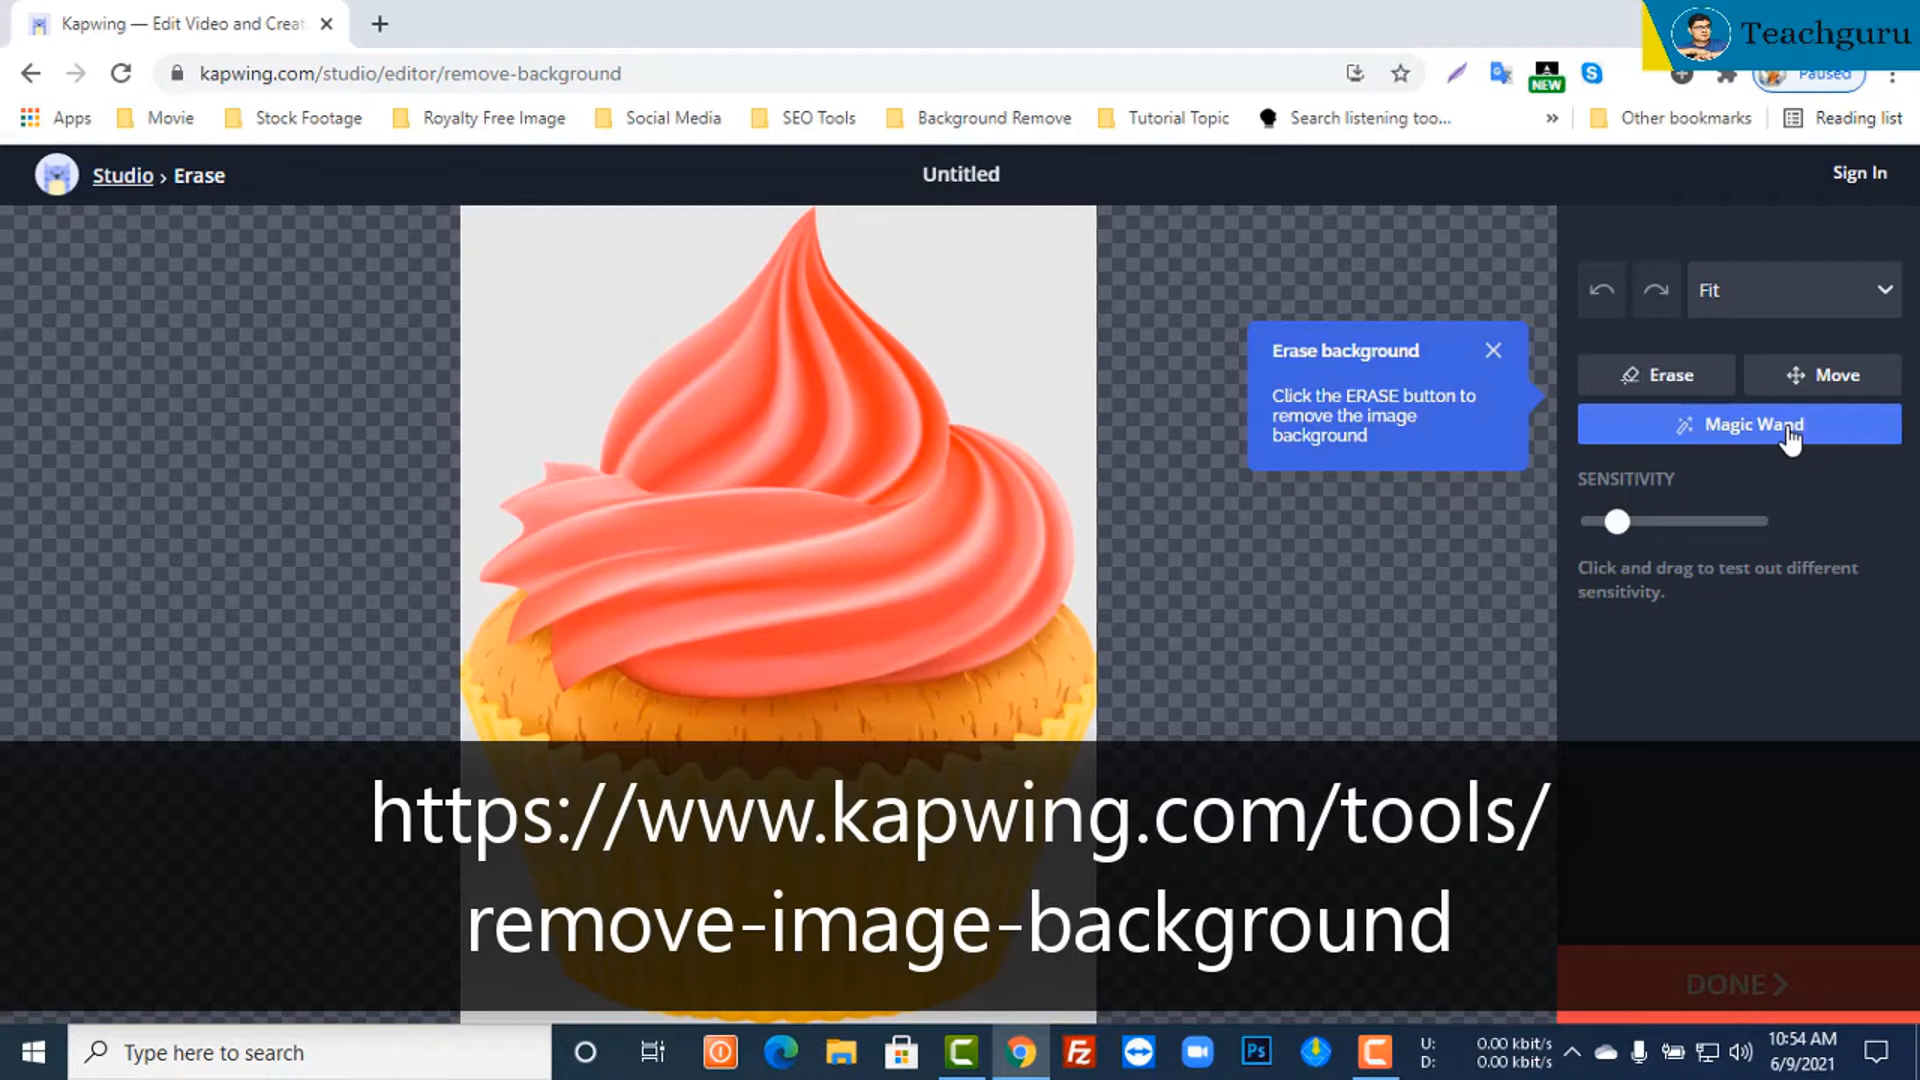 Kapwing — Edit Video and Creat
Teachguru
kapwing.com/studio/editor/remove-background
NEW
Paused
Apps
Movie
Stock Footage
Royalty Free Image
Social Media
SEO Tools
Background Remove
Tutorial Topic
Search listening too...
»
Other bookmarks
Reading list
Studio › Erase
Untitled
Sign In
Fit
Erase background
Click the ERASE button to
remove the image
background
Erase
Move
Magic Wand
SENSITIVITY
Click and drag to test out different
sensitivity.
https://www.kapwing.com/tools/
remove-image-background
DONE
Type here to search
Fz
Ps
U: 0.00 kbit/s
D: 0.00 kbit/s
10:54 AM
6/9/2021